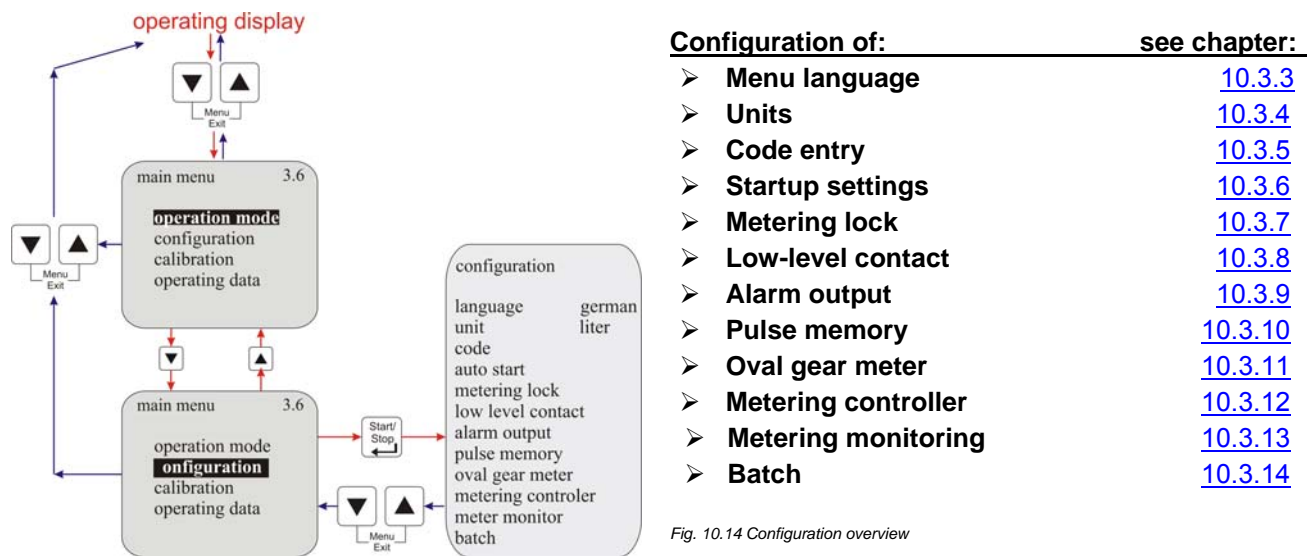 operating display
Menu
Exit
main menu 3.6
operation mode
configuration
calibration
operating data
Menu
Exit
main menu 3.6
operation mode
onfiguration
calibration
operating data
Start/
Stop
Menu
Exit
configuration
language german
unit liter
code
auto start
metering lock
low level contact
alarm output
pulse memory
oval gear meter
metering controler
meter monitor
batch
Configuration of: see chapter:
➢ Menu language 10.3.3
➢ Units 10.3.4
➢ Code entry 10.3.5
➢ Startup settings 10.3.6
➢ Metering lock 10.3.7
➢ Low-level contact 10.3.8
➢ Alarm output 10.3.9
➢ Pulse memory 10.3.10
➢ Oval gear meter 10.3.11
➢ Metering controller 10.3.12
➢ Metering monitoring 10.3.13
➢ Batch 10.3.14
Fig. 10.14 Configuration overview